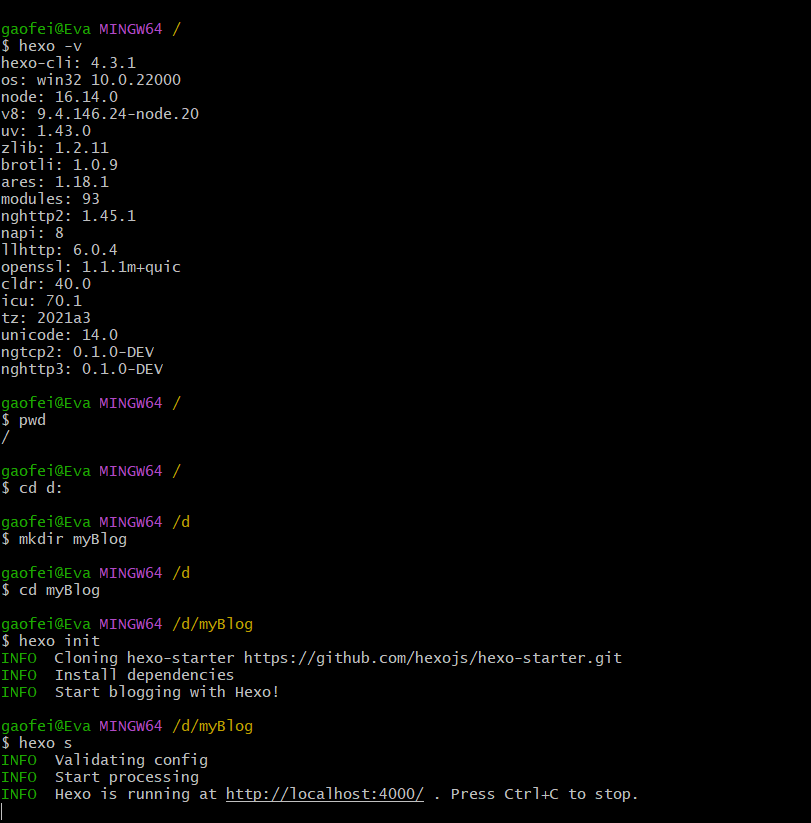 gaofei@Eva MINGW64 /
$ hexo -v
hexo-cli: 4.3.1
os: win32 10.0.22000
node: 16.14.0
v8: 9.4.146.24-node.20
uv: 1.43.0
zlib: 1.2.11
brotli: 1.0.9
ares: 1.18.1
modules: 93
nghttp2: 1.45.1
napi: 8
llhttp: 6.0.4
openssl: 1.1.1m+quic
cldr: 40.0
icu: 70.1
tz: 2021a3
unicode: 14.0
ngtcp2: 0.1.0-DEV
nghttp3: 0.1.0-DEV
gaofei@Eva MINGW64 /
$ pwd
/
gaofei@Eva MINGW64 /
$ cd d:
gaofei@Eva MINGW64 /d
$ mkdir myBlog
gaofei@Eva MINGW64 /d
$ cd myBlog
gaofei@Eva MINGW64 /d/myBlog
$ hexo init
INFO  Cloning hexo-starter https://github.com/hexojs/hexo-starter.git
INFO  Install dependencies
INFO  Start blogging with Hexo!
gaofei@Eva MINGW64 /d/myBlog
$ hexo s
INFO  Validating config
INFO  Start processing
INFO  Hexo is running at http://localhost:4000/ . Press Ctrl+C to stop.